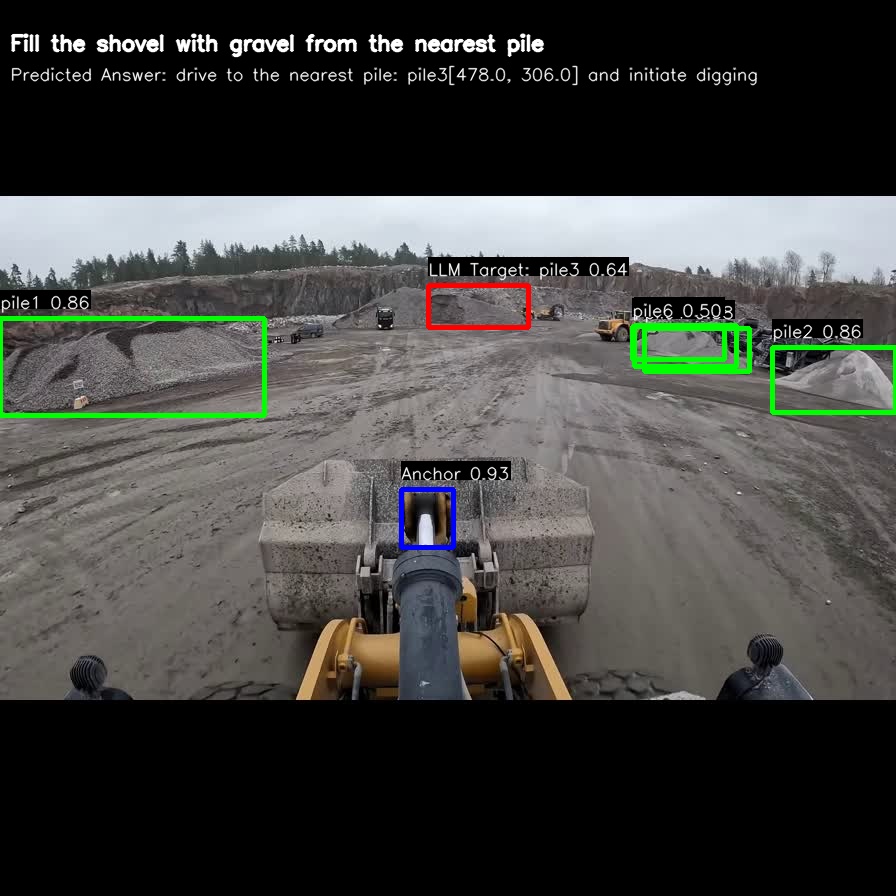 Fill the shovel with gravel from the nearest pile
Predicted Answer: drive to the nearest pile: pile3[478.0, 306.0] and initiate digging
LLM Target: pile3 0.64
pile1 0.86
pile6 0.50
pile2 0.86
Anchor 0.93